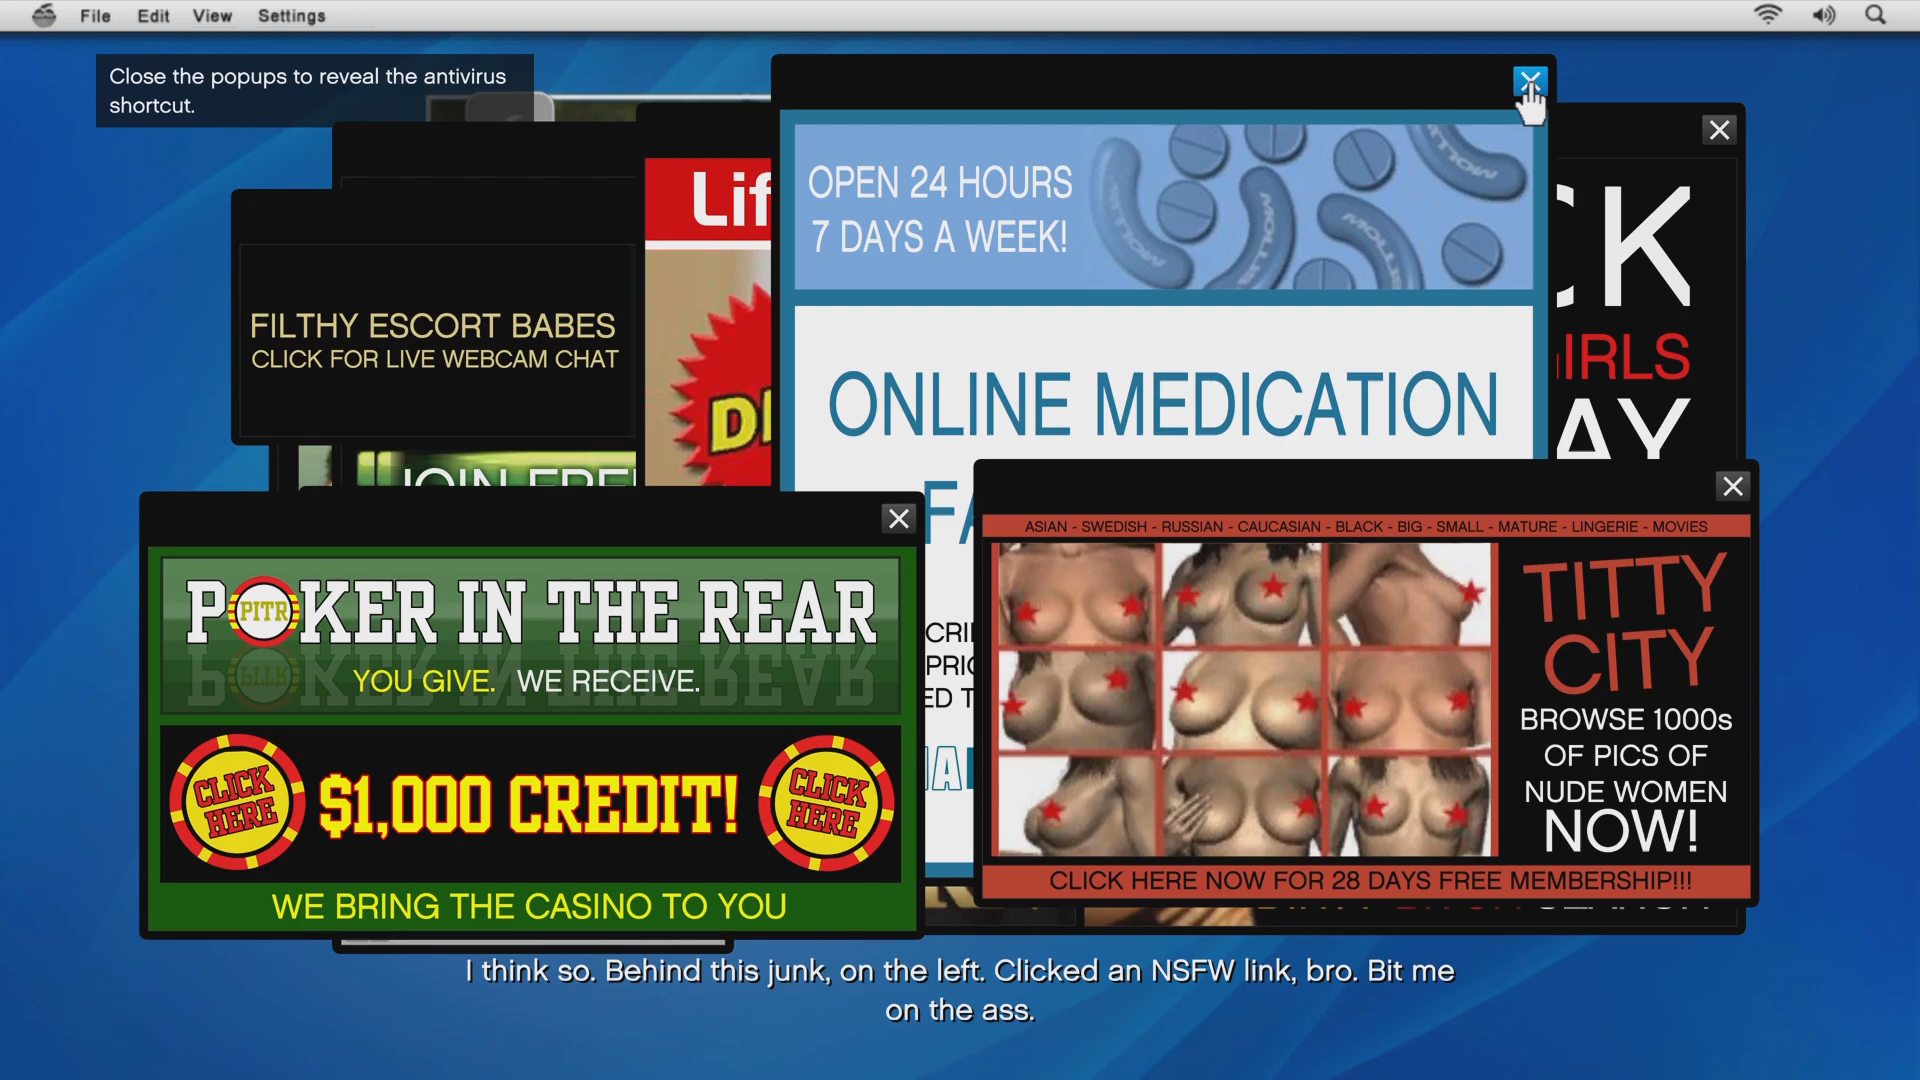 File Edit View Settings
Close the popups to reveal the antivirus
shortcut.
OPEN 24 HOURS
7 DAYS A WEEK!
MOLLIS
MOLLIS
MOLLIS
ONLINE MEDICATION
FILTHY ESCORT BABES
CLICK FOR LIVE WEBCAM CHAT
JOIN FREE
POKER IN THE REAR
PITR
YOU GIVE. WE RECEIVE.
CLICK
HERE
$1,000 CREDIT!
CLICK
HERE
WE BRING THE CASINO TO YOU
ASIAN - SWEDISH - RUSSIAN - CAUCASIAN - BLACK - BIG - SMALL - MATURE - LINGERIE - MOVIES
TITTY
CITY
BROWSE 1000s
OF PICS OF
NUDE WOMEN
NOW!
CLICK HERE NOW FOR 28 DAYS FREE MEMBERSHIP!!!
I think so. Behind this junk, on the left. Clicked an NSFW link, bro. Bit me
on the ass.